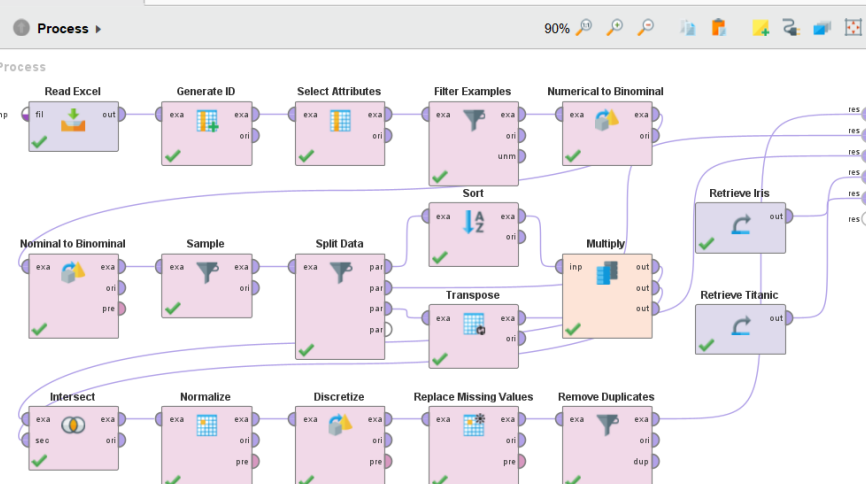 Process
90%
Process
Read Excel
Generate ID
Select Attributes
Filter Examples
Numerical to Binominal
fil out
exa exa
ori
exa exa
ori
exa exa
ori
unm
exa exa
ori
res
res
res
res
res
res
Sort
exa exa
ori
Retrieve Iris
out
Nominal to Binominal
Sample
Split Data
Multiply
exa exa
ori
pre
exa exa
ori
exa par
par
par
par
inp out
out
out
Transpose
exa exa
ori
Retrieve Titanic
out
Intersect
Normalize
Discretize
Replace Missing Values
Remove Duplicates
exa exa
sec ori
exa exa
ori
pre
exa exa
ori
pre
exa exa
ori
pre
exa exa
ori
dup